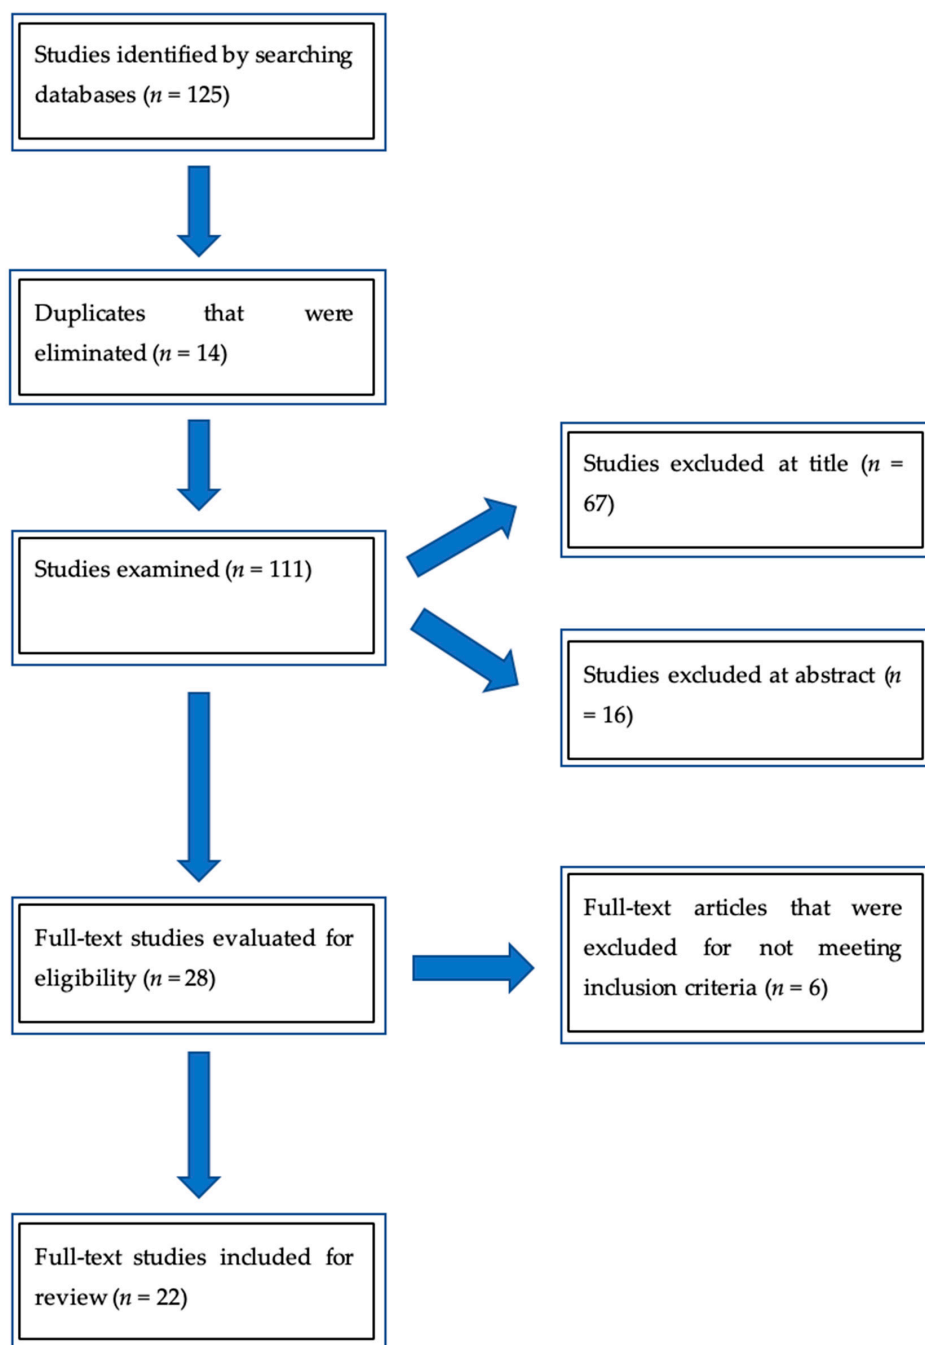 Studies identified by searching
databases (n = 125)
Duplicates that were
eliminated (n = 14)
Studies examined (n = 111)
Studies excluded at title (n =
67)
Studies excluded at abstract (n
= 16)
Full-text studies evaluated for
eligibility (n = 28)
Full-text articles that were
excluded for not meeting
inclusion criteria (n = 6)
Full-text studies included for
review (n = 22)